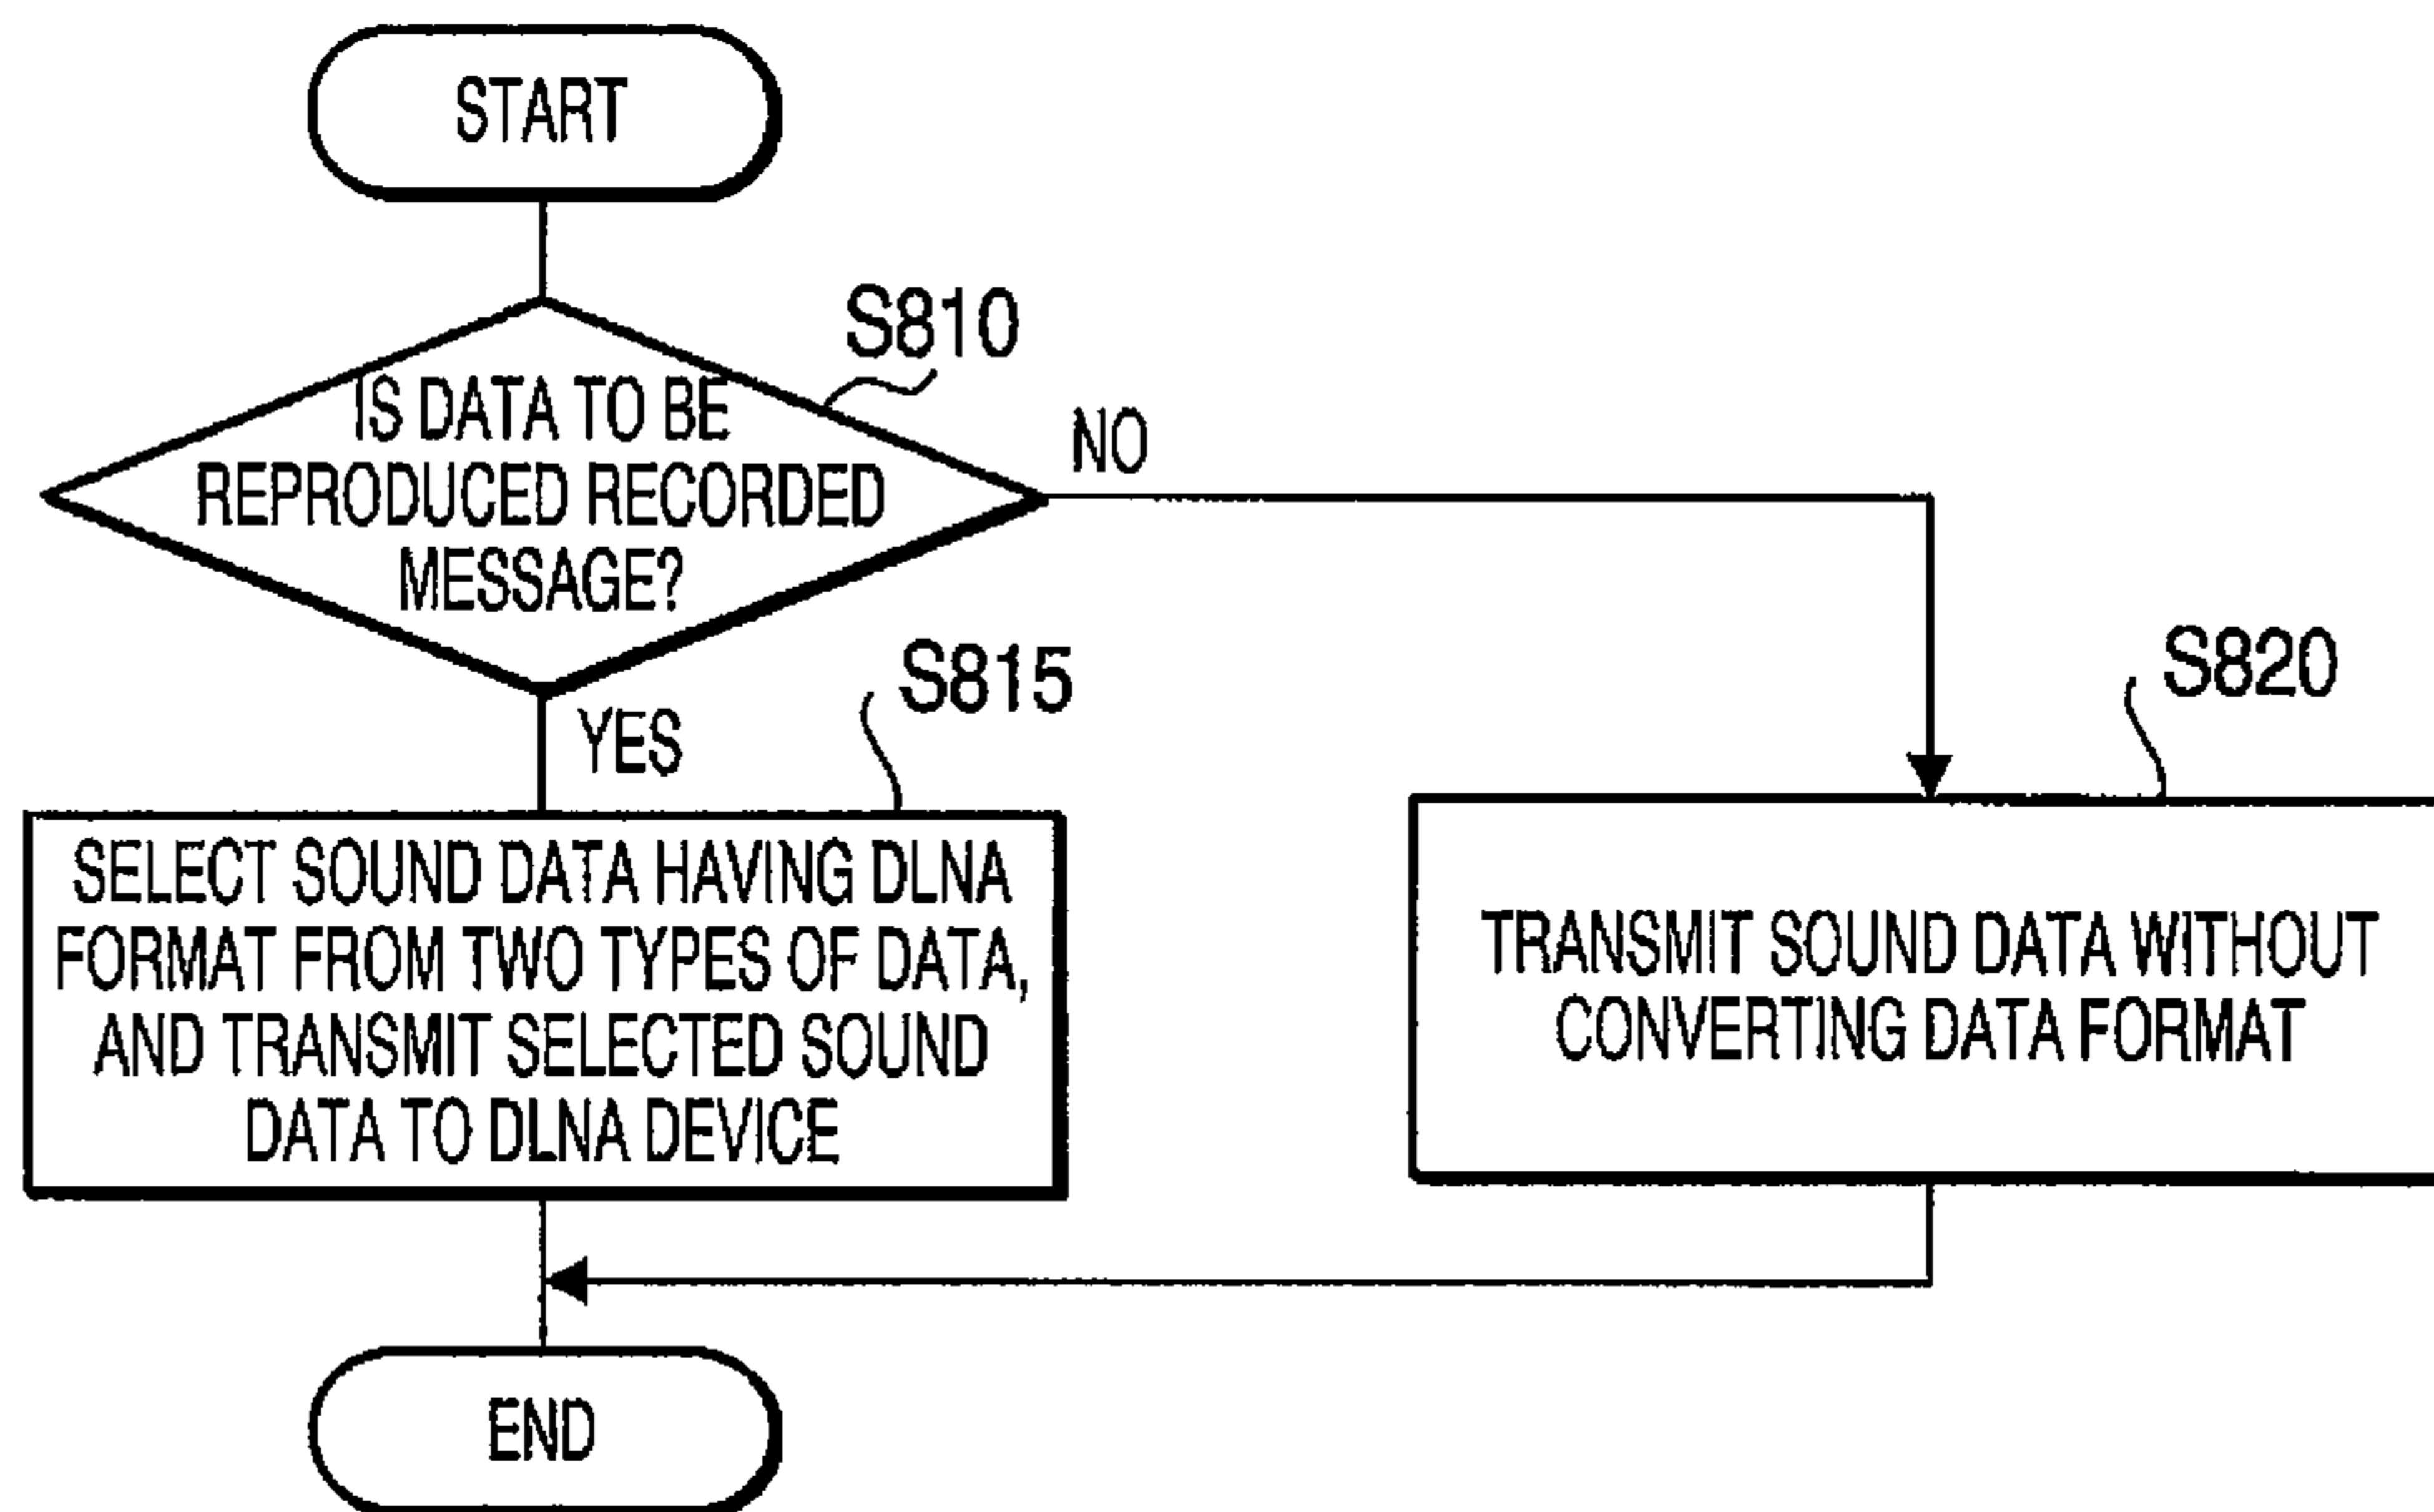 START
S810
IS DATA TO BE
REPRODUCED RECORDED
MESSAGE?
NO
YES
S815
SELECT SOUND DATA HAVING DLNA
FORMAT FROM TWO TYPES OF DATA,
AND TRANSMIT SELECTED SOUND
DATA TO DLNA DEVICE
S820
TRANSMIT SOUND DATA WITHOUT
CONVERTING DATA FORMAT
END